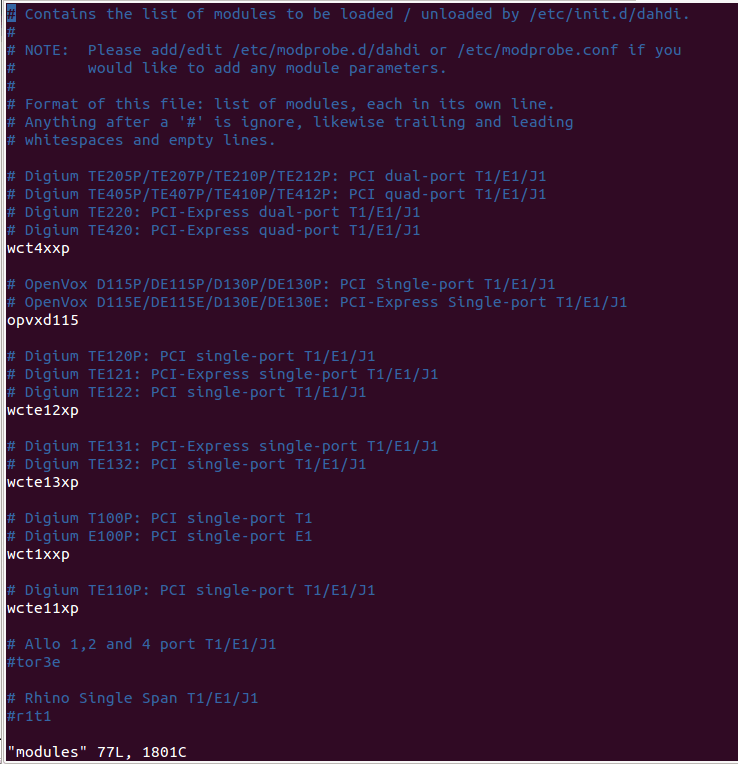 # Contains the list of modules to be loaded / unloaded by /etc/init.d/dahdi.
#
# NOTE:  Please add/edit /etc/modprobe.d/dahdi or /etc/modprobe.conf if you
#        would like to add any module parameters.
#
# Format of this file: list of modules, each in its own line.
# Anything after a '#' is ignore, likewise trailing and leading
# whitespaces and empty lines.

# Digium TE205P/TE207P/TE210P/TE212P: PCI dual-port T1/E1/J1
# Digium TE405P/TE407P/TE410P/TE412P: PCI quad-port T1/E1/J1
# Digium TE220: PCI-Express dual-port T1/E1/J1
# Digium TE420: PCI-Express quad-port T1/E1/J1
wct4xxp

# OpenVox D115P/DE115P/D130P/DE130P: PCI Single-port T1/E1/J1
# OpenVox D115E/DE115E/D130E/DE130E: PCI-Express Single-port T1/E1/J1
opvxd115

# Digium TE120P: PCI single-port T1/E1/J1
# Digium TE121: PCI-Express single-port T1/E1/J1
# Digium TE122: PCI single-port T1/E1/J1
wcte12xp

# Digium TE131: PCI-Express single-port T1/E1/J1
# Digium TE132: PCI single-port T1/E1/J1
wcte13xp

# Digium T100P: PCI single-port T1
# Digium E100P: PCI single-port E1
wct1xxp

# Digium TE110P: PCI single-port T1/E1/J1
wcte11xp

# Allo 1,2 and 4 port T1/E1/J1
#tor3e

# Rhino Single Span T1/E1/J1
#r1t1

"modules" 77L, 1801C